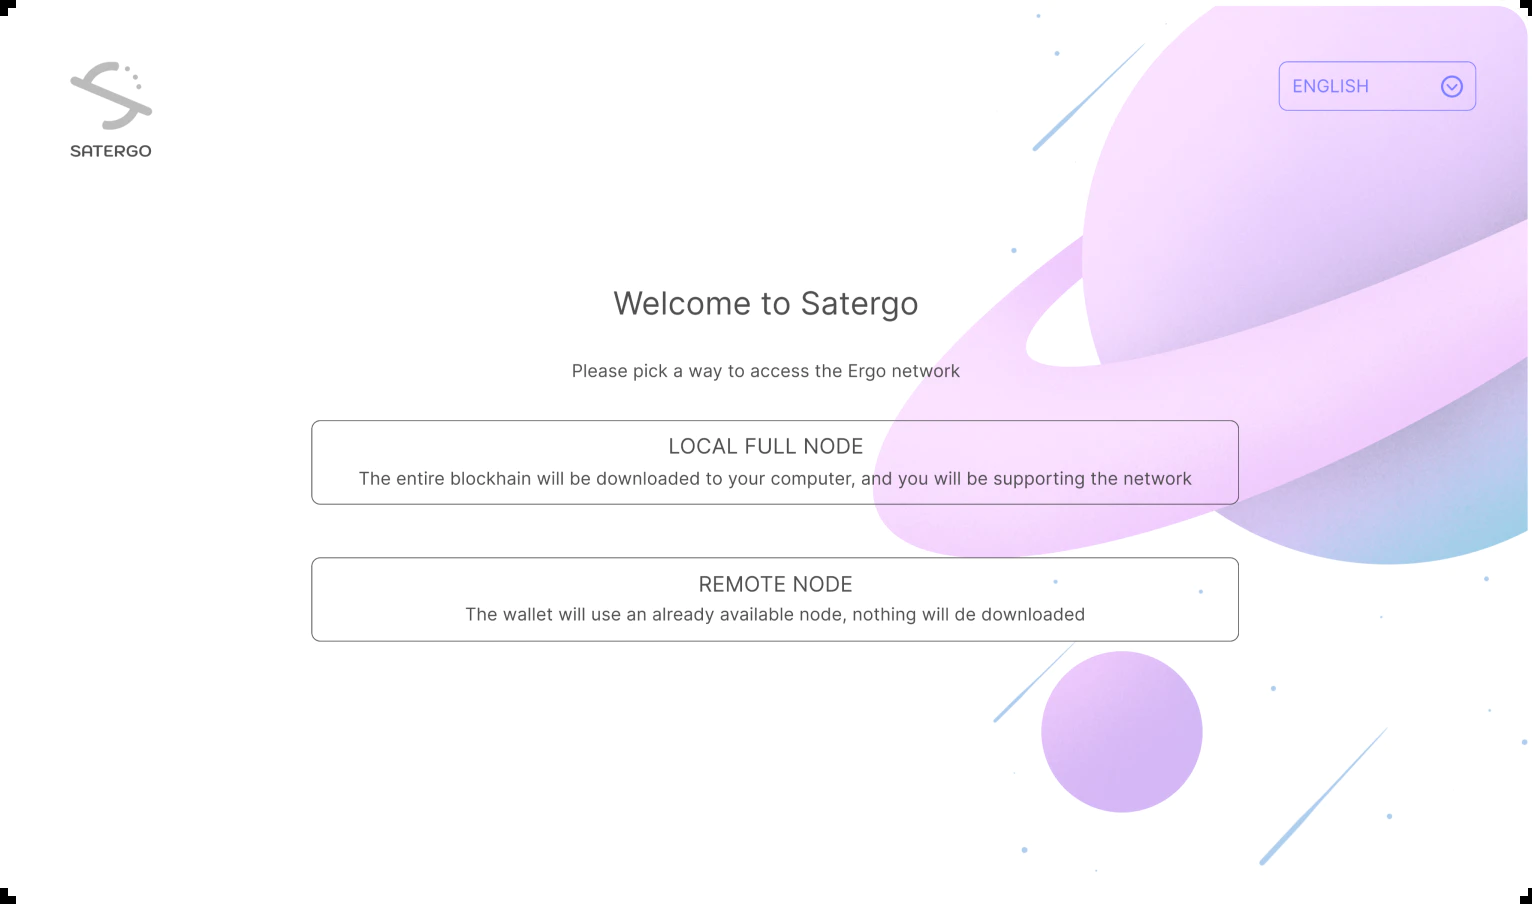 SATERGO
ENGLISH
Welcome to Satergo
Please pick a way to access the Ergo network
LOCAL FULL NODE
The entire blockhain will be downloaded to your computer, and you will be supporting the network
REMOTE NODE
The wallet will use an already available node, nothing will de downloaded